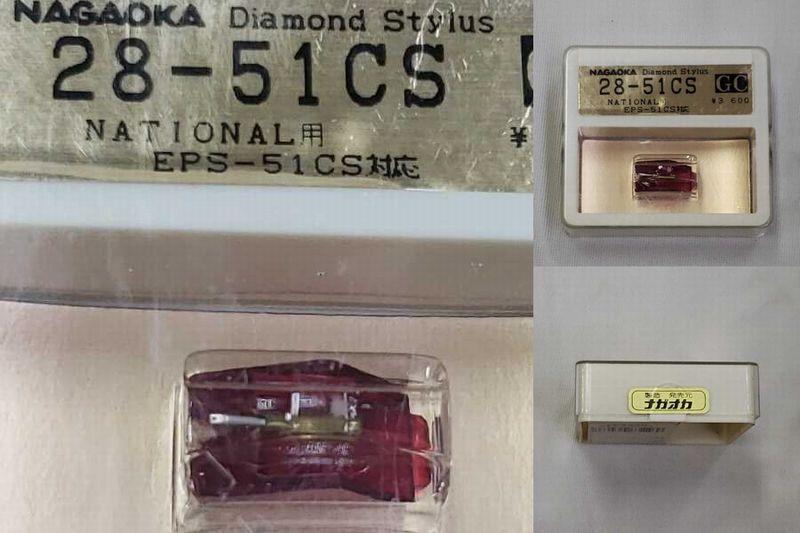 NAGAOKA Diamond Stylus
28-51CS
NATIONAL用 ¥
EPS-51CS対応
NAGAOKA Diamond Stylus
28-51CS GC
NATIONAL用 ¥3 600
EPS-51CS対応
製造 発売元
ナガオカ